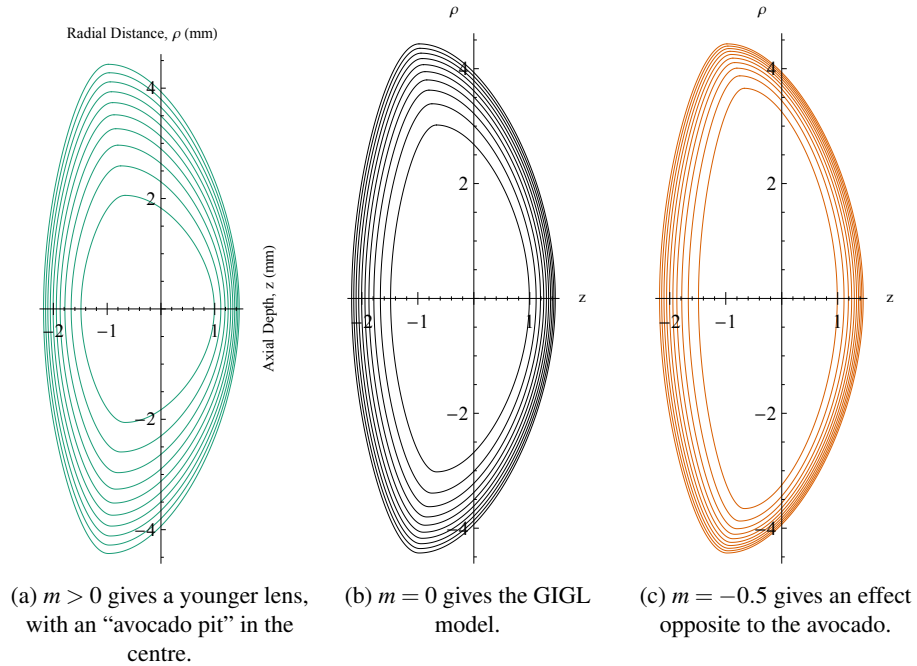 Radial Distance, ρ (mm)
4
2
−2 −1 1
−2
−4
Axial Depth, z (mm)
ρ
4
2
−2 −1 1 z
−2
−4
ρ
4
2
−2 −1 1 z
−2
−4
(a) m > 0 gives a younger lens,
with an “avocado pit” in the
centre.
(b) m = 0 gives the GIGL
model.
(c) m = −0.5 gives an effect
opposite to the avocado.